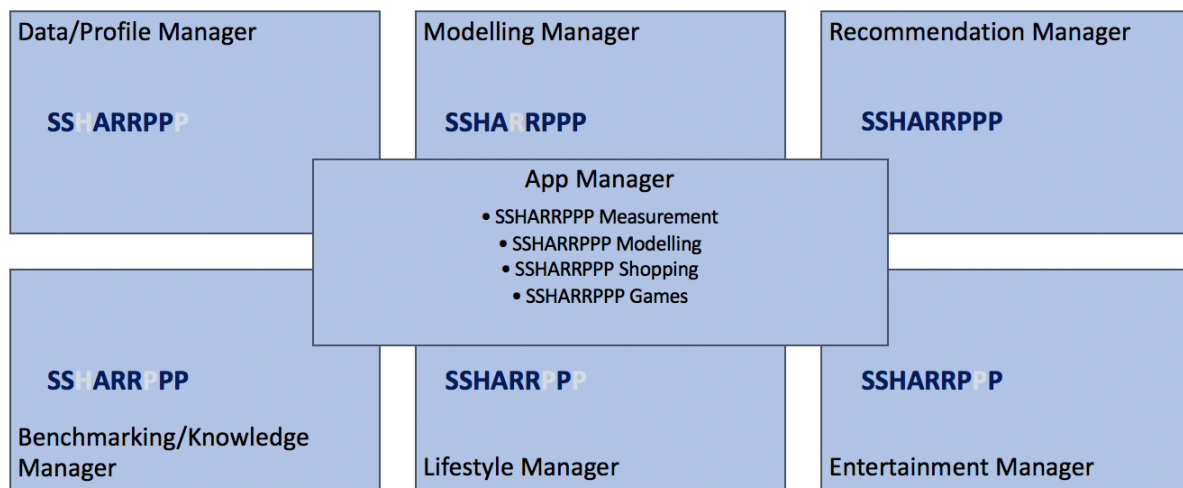 Data/Profile Manager
SSHARRPPP
Modelling Manager
SSHARRPPP
Recommendation Manager
SSHARRPPP
App Manager
• SSHARRPPP Measurement
• SSHARRPPP Modelling
• SSHARRPPP Shopping
• SSHARRPPP Games
SSHARRPPP
Benchmarking/Knowledge
Manager
SSHARRPPP
Lifestyle Manager
SSHARRPPP
Entertainment Manager